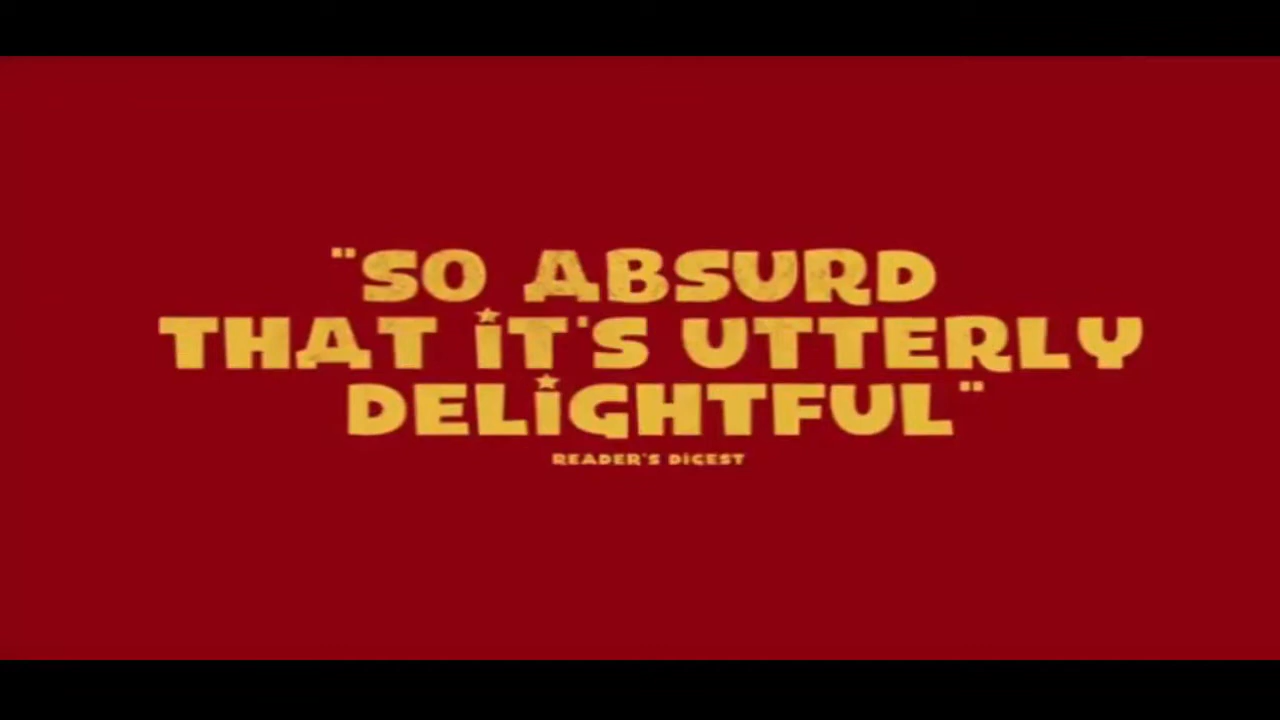 "SO ABSURD
THAT iT'S UTTERLY
DELiGHTFUL"
READER'S DiGEST